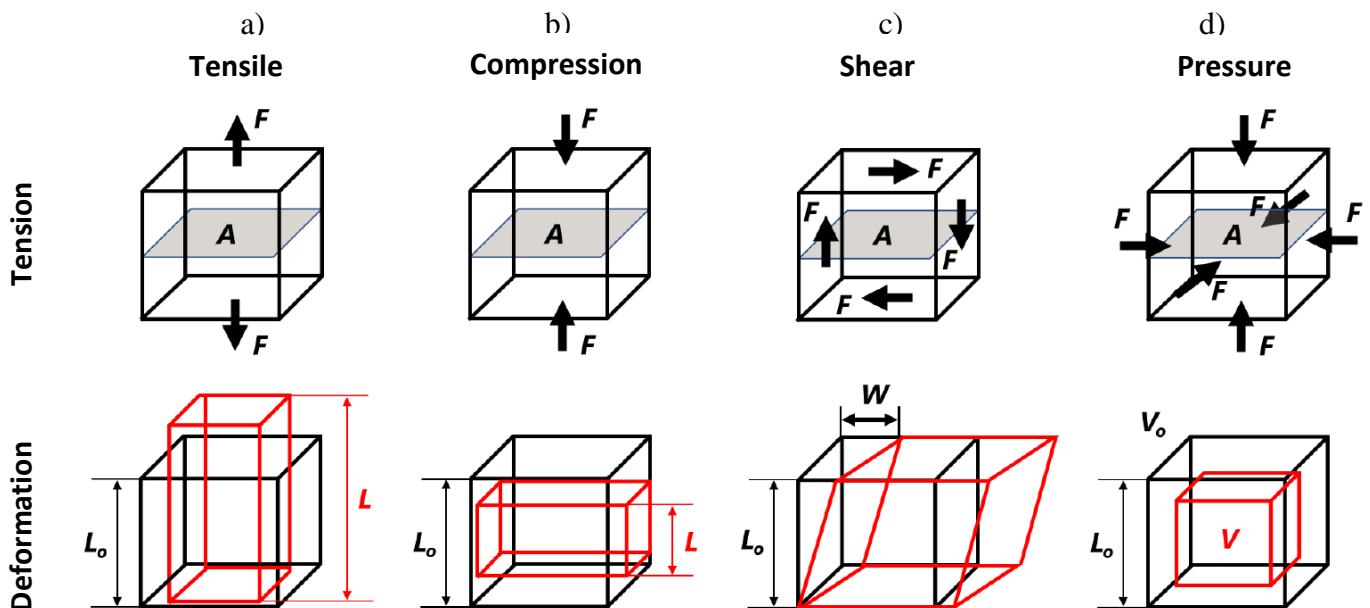 a) b) c) d)
Tensile Compression Shear Pressure
Tension
F F F F
F F F F
A A A A
F F
F F
F F F
Deformation
W
Vo
Lo L Lo L Lo Lo V